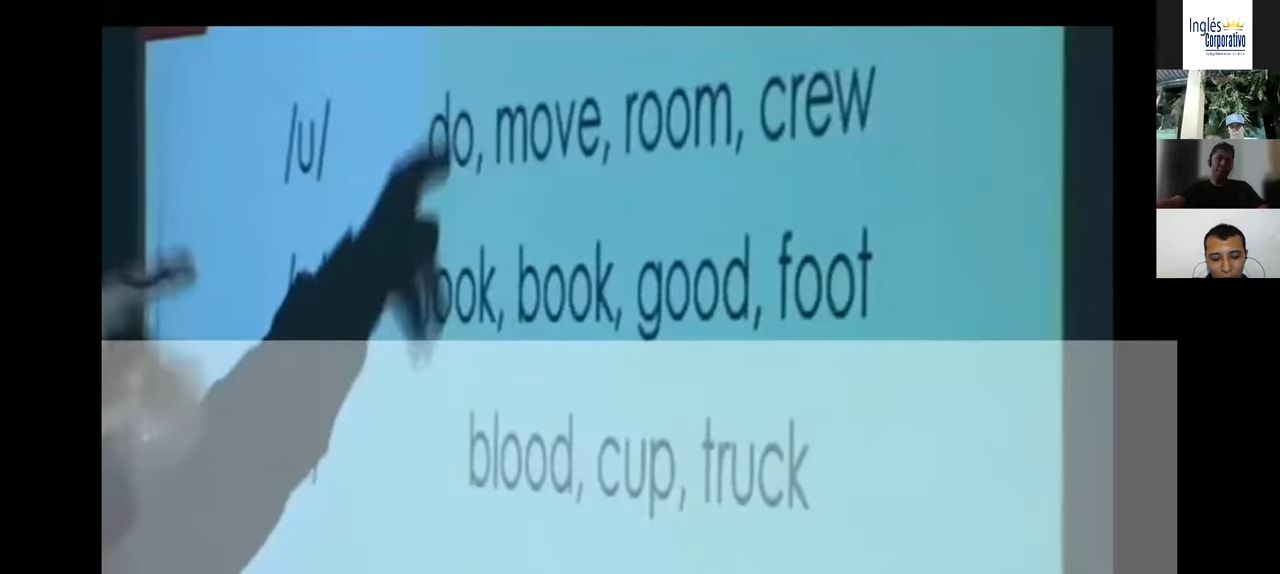 Inglés
Corporativo
/u/ do, move, room, crew
book, good, foot
blood, cup, truck